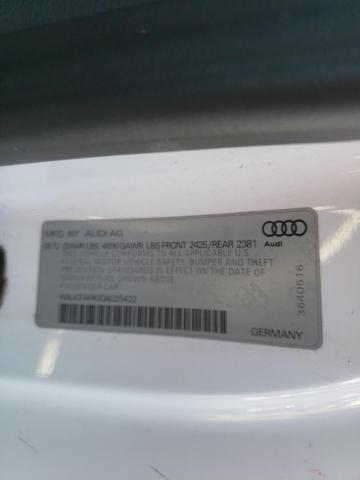 MFD BY AUDI AG
08/12 GVWR LBS 4696 GAWR LBS FRONT 2425/REAR 2381
THIS VEHICLE CONFORMS TO ALL APPLICABLE
FEDERAL MOTOR VEHICLE SAFETY, BUMPER AND THEFT
PREVENTION STANDARDS IN EFFECT ON THE DATE OF
MANUFACTURE SHOWN ABOVE
PASSENGER CAR
Audi
3640516
GERMANY